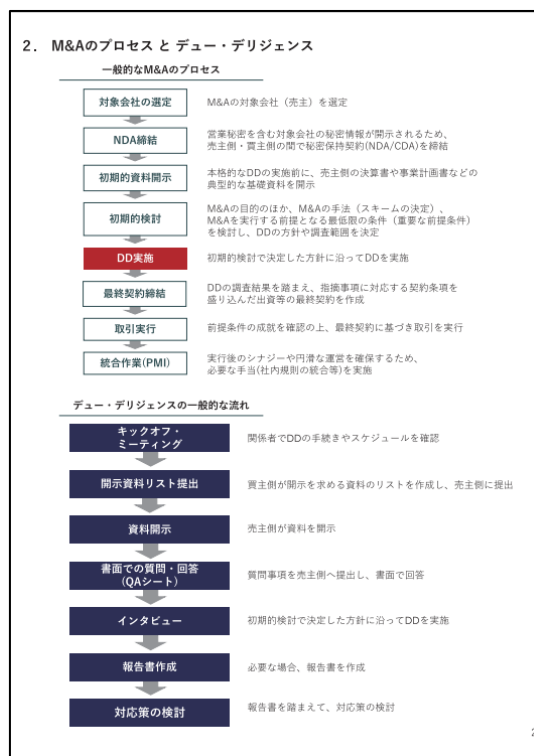 2． M&Aのプロセス と デュー・デリジェンス
一般的なM&Aのプロセス
対象会社の選定
M&Aの対象会社（売主）を選定
NDA締結
営業秘密を含む対象会社の秘密情報が開示されるため、
売主側・買主側の間で秘密保持契約(NDA/CDA)を締結
初期的資料開示
本格的なDDの実施前に、売主側の決算書や事業計画書などの
典型的な基礎資料を開示
初期的検討
M&Aの目的のほか、M&Aの手法（スキームの決定）、
M&Aを実行する前提となる最低限の条件（重要な前提条件）
を検討し、DDの方針や調査範囲を決定
DD実施
初期的検討で決定した方針に沿ってDDを実施
最終契約締結
DDの調査結果を踏まえ、指摘事項に対応する契約条項を
盛り込んだ出資等の最終契約を作成
取引実行
前提条件の成就を確認の上、最終契約に基づき取引を実行
統合作業(PMI)
実行後のシナジーや円滑な運営を確保するため、
必要な手当(社内規則の統合等)を実施
デュー・デリジェンスの一般的な流れ
キックオフ・
ミーティング
関係者でDDの手続きやスケジュールを確認
開示資料リスト提出
買主側が開示を求める資料のリストを作成し、売主側に提出
資料開示
売主側が資料を開示
書面での質問・回答
(QAシート)
質問事項を売主側へ提出し、書面で回答
インタビュー
初期的検討で決定した方針に沿ってDDを実施
報告書作成
必要な場合、報告書を作成
対応策の検討
報告書を踏まえて、対応策の検討
2